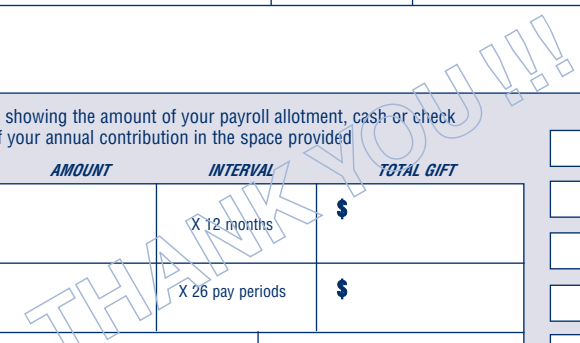 showing the amount of your payroll allotment, cash or check
your annual contribution in the space provided
AMOUNT INTERVAL TOTAL GIFT
X 12 months $
X 26 pay periods $
THANK YOU !!!